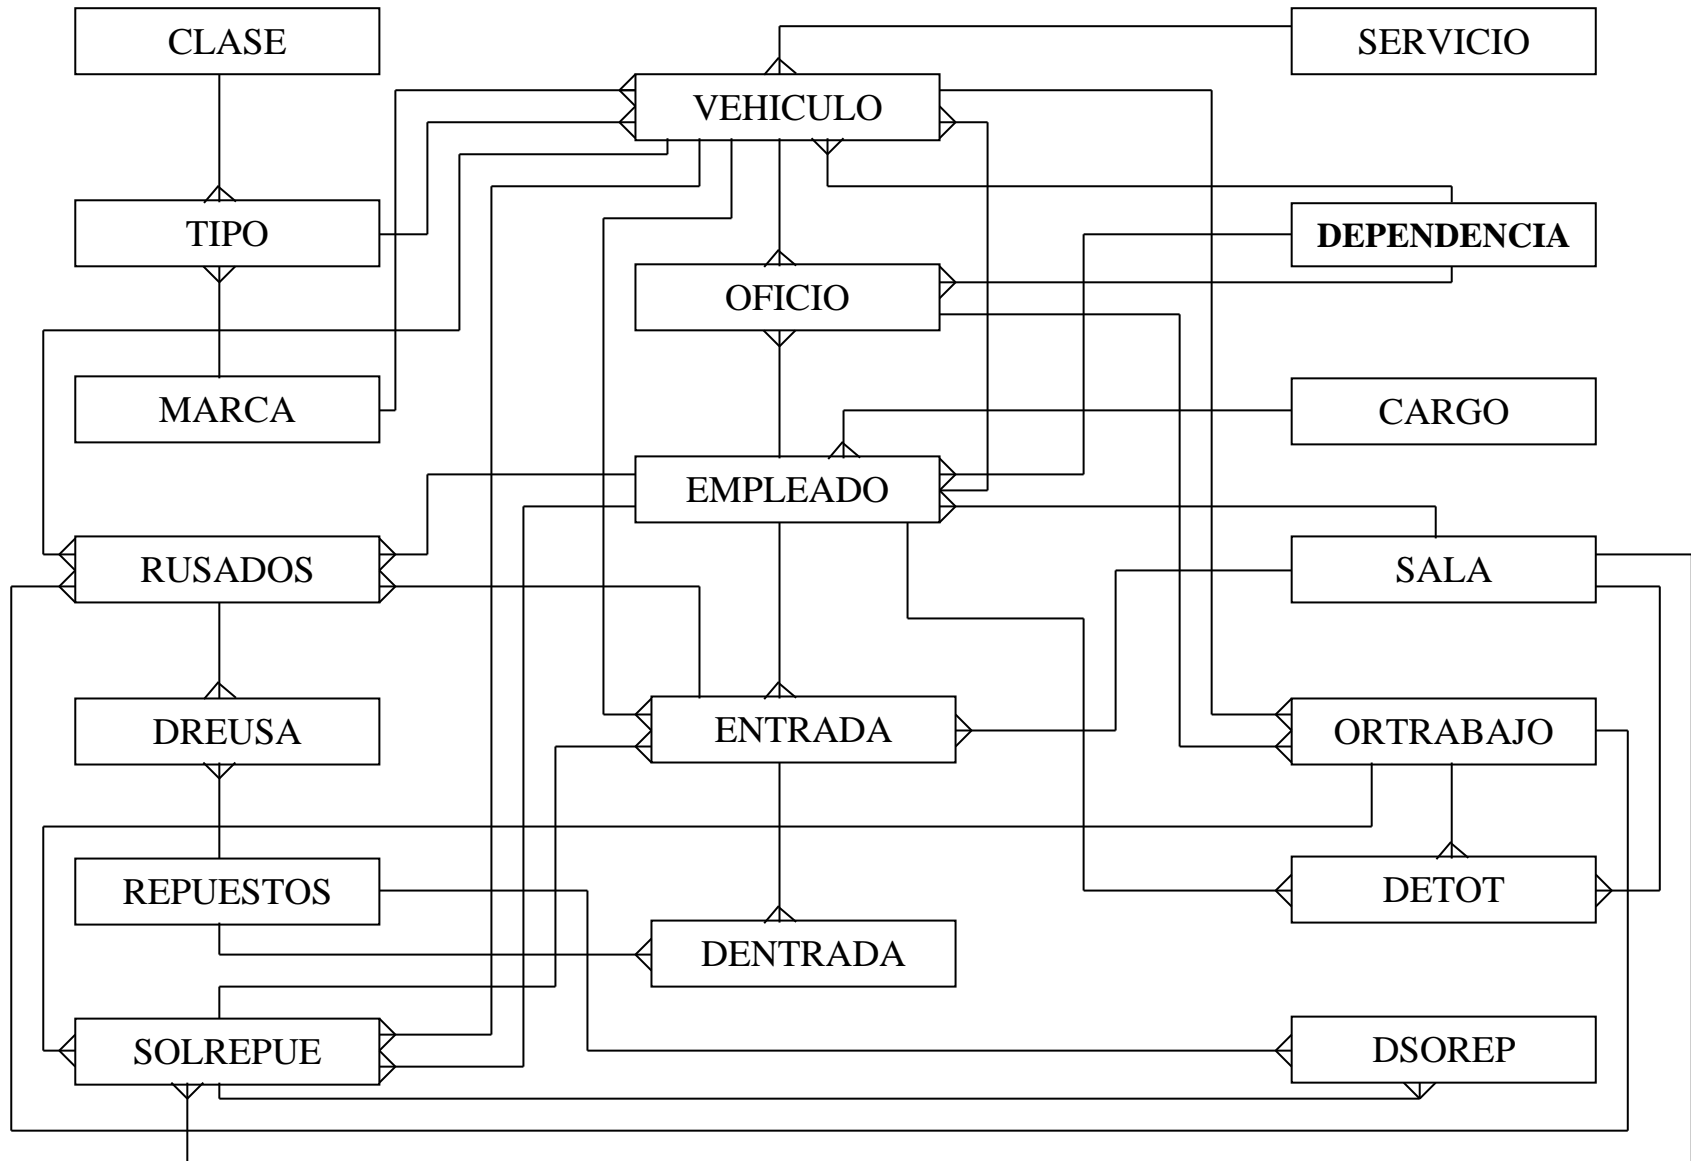 CLASE
SERVICIO
VEHICULO
TIPO
DEPENDENCIA
OFICIO
MARCA
CARGO
EMPLEADO
RUSADOS
SALA
DREUSA
ENTRADA
ORTRABAJO
REPUESTOS
DETOT
DENTRADA
SOLREPUE
DSOREP